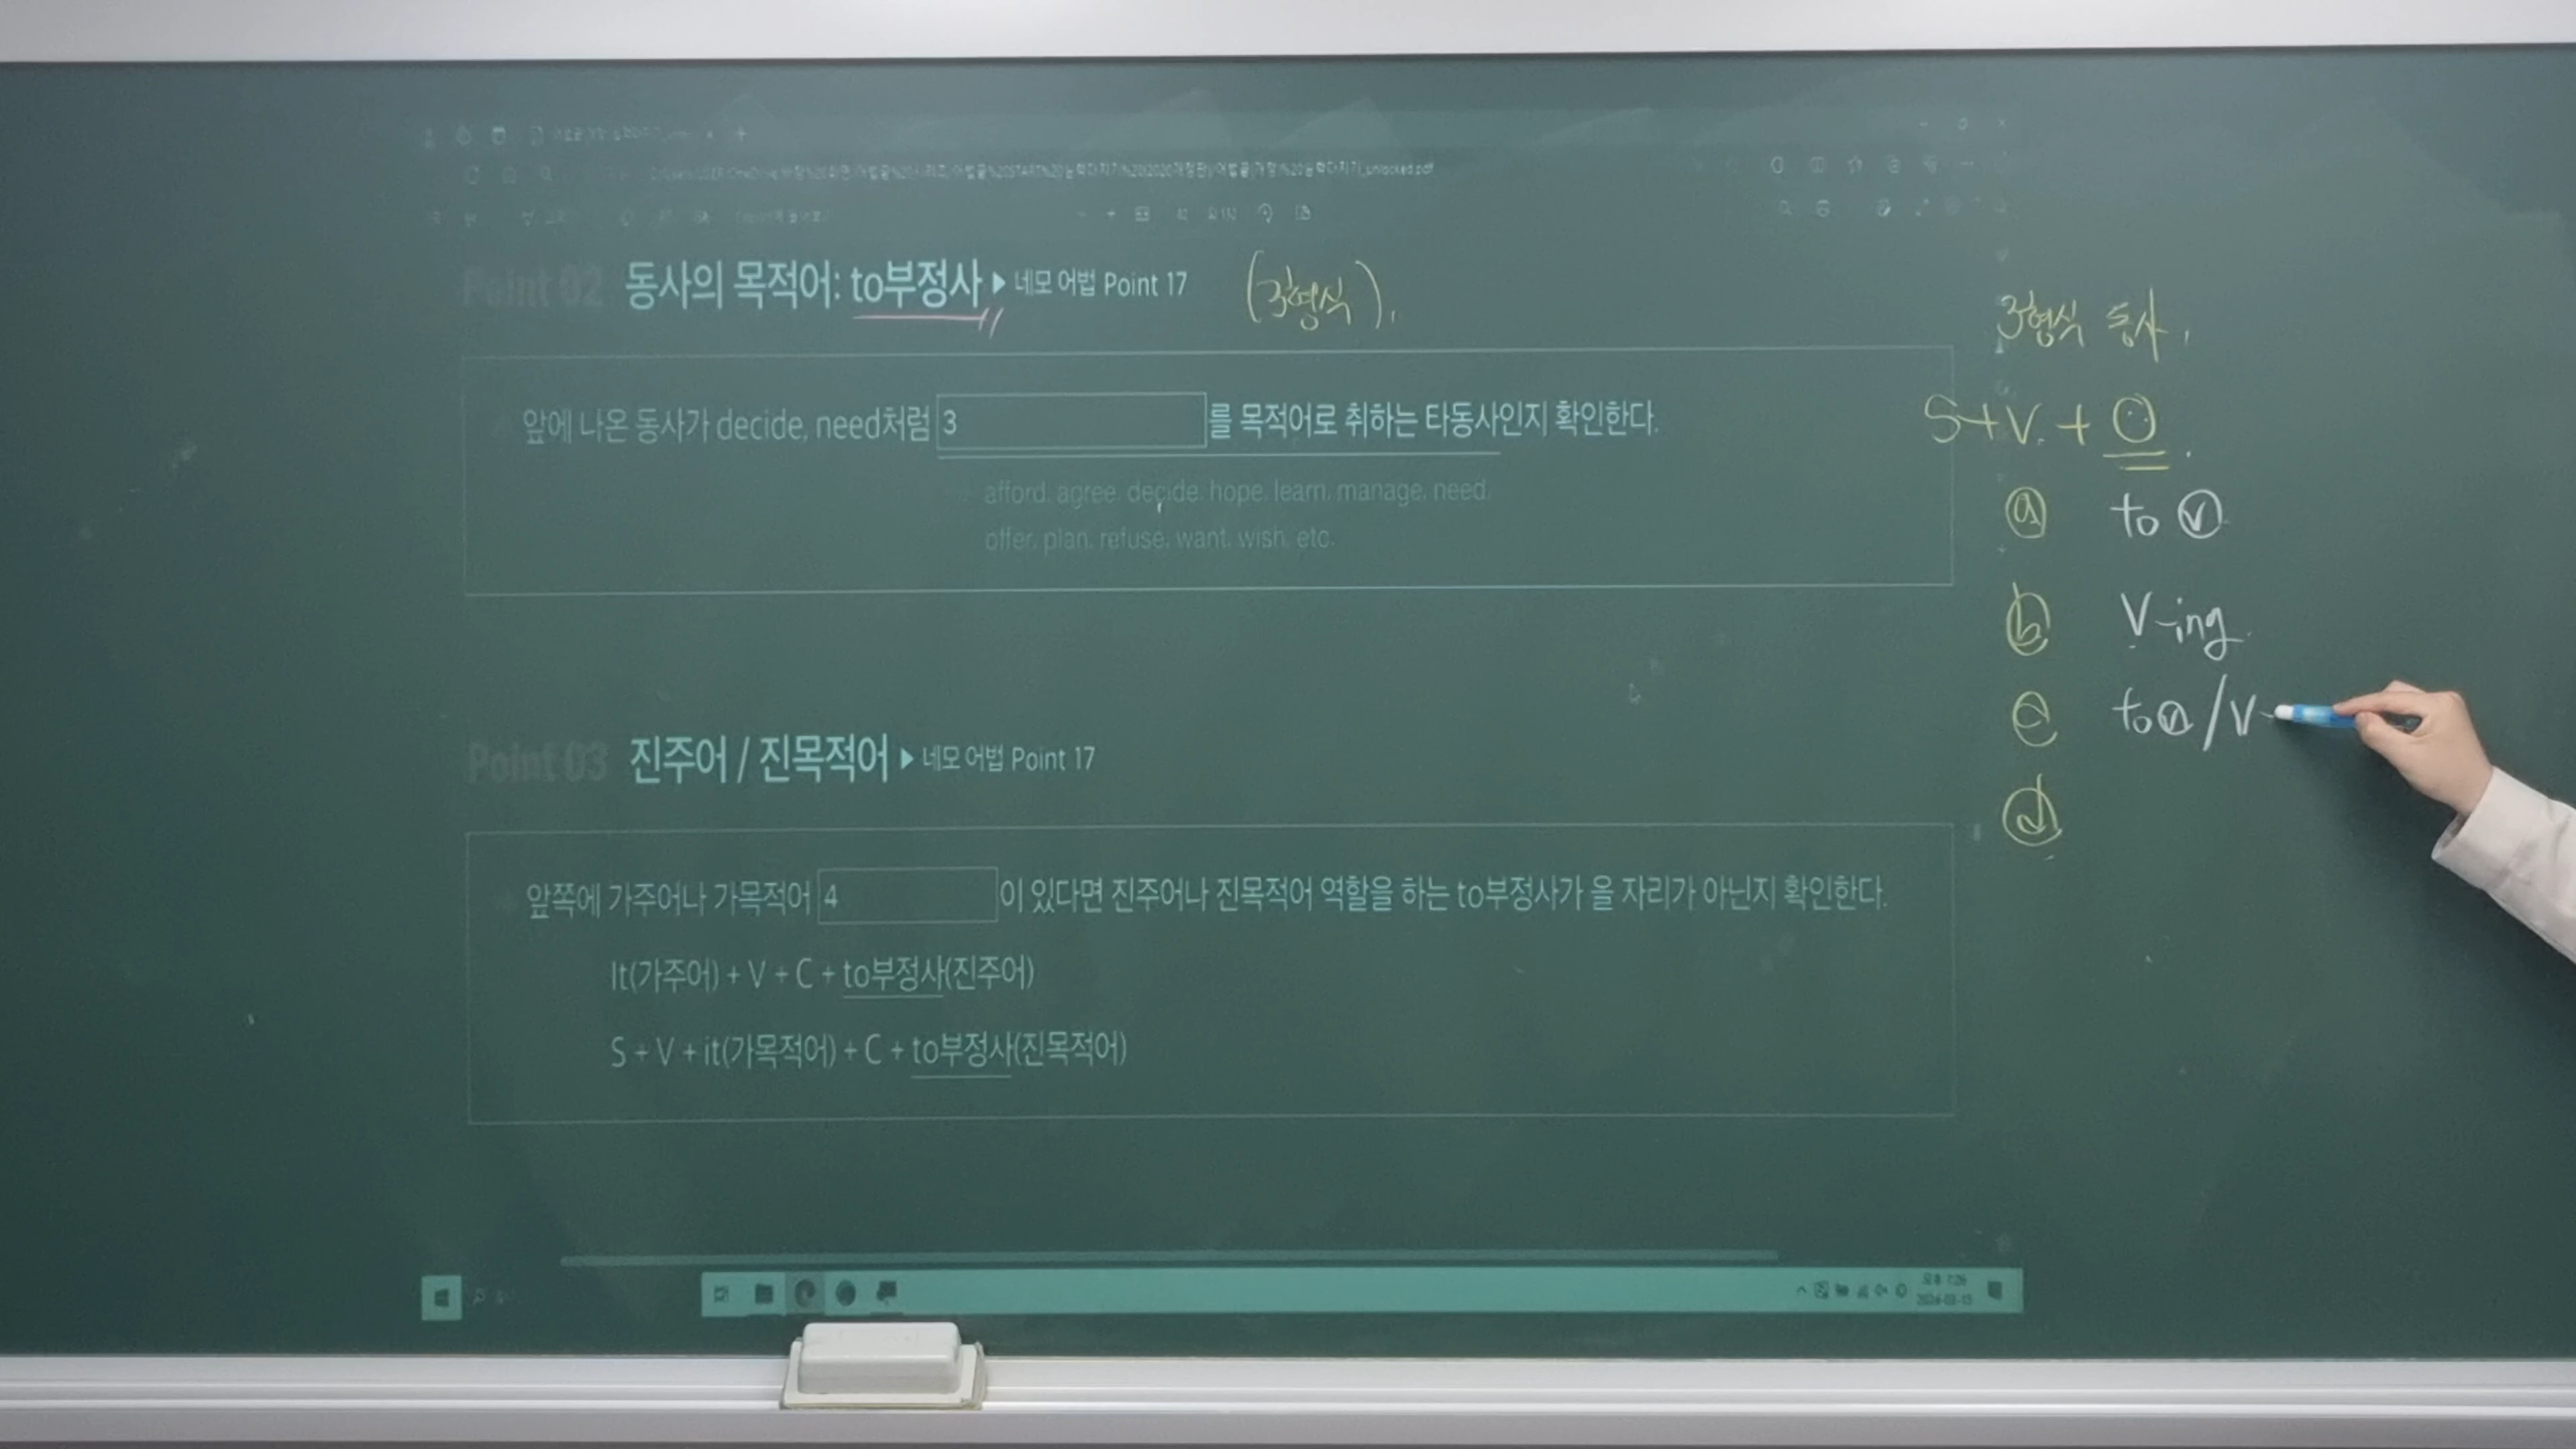 Point 02 동사의 목적어: to부정사 ▶ 네모 어법 Point 17 (3형식).
앞에 나온 동사가 decide, need처럼 3 를 목적어로 취하는 타동사인지 확인한다.
afford, agree, decide, hope, learn, manage, need,
offer, plan, refuse, want, wish, etc.
Point 03 진주어 / 진목적어 ▶ 네모 어법 Point 17
앞쪽에 가주어나 가목적어 4 이 있다면 진주어나 진목적어 역할을 하는 to부정사가 올 자리가 아닌지 확인한다.
It(가주어) + V + C + to부정사(진주어)
S + V + it(가목적어) + C + to부정사(진목적어)
3형식 동사.
S+V. + O.
ⓐ to ⓥ
ⓑ V-ing.
ⓒ toⓥ/V-
ⓓ